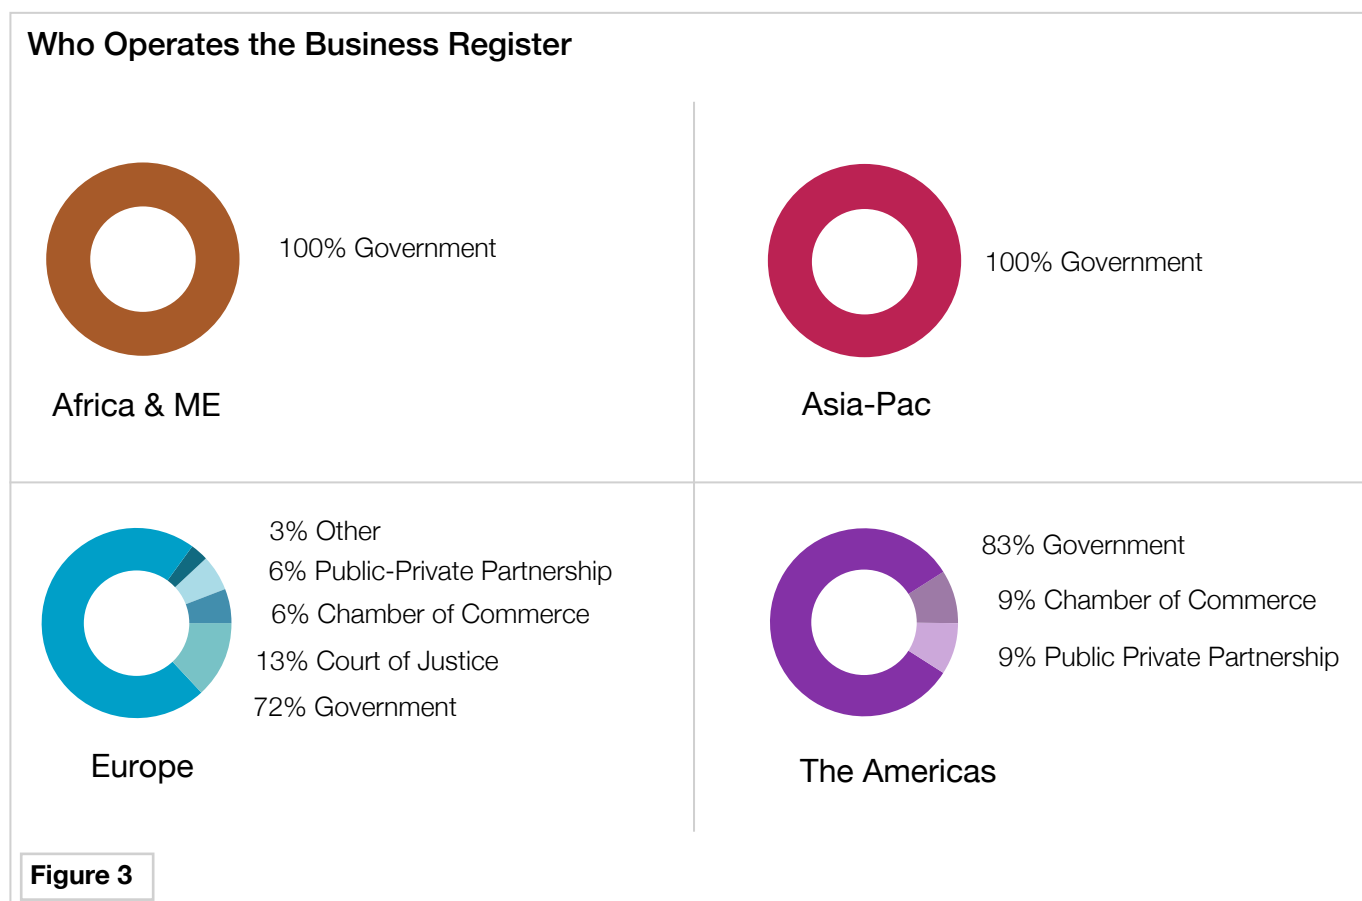 Who Operates the Business Register
100% Government
Africa & ME
100% Government
Asia-Pac
3% Other
6% Public-Private Partnership
6% Chamber of Commerce
13% Court of Justice
72% Government
Europe
83% Government
9% Chamber of Commerce
9% Public Private Partnership
The Americas
Figure 3